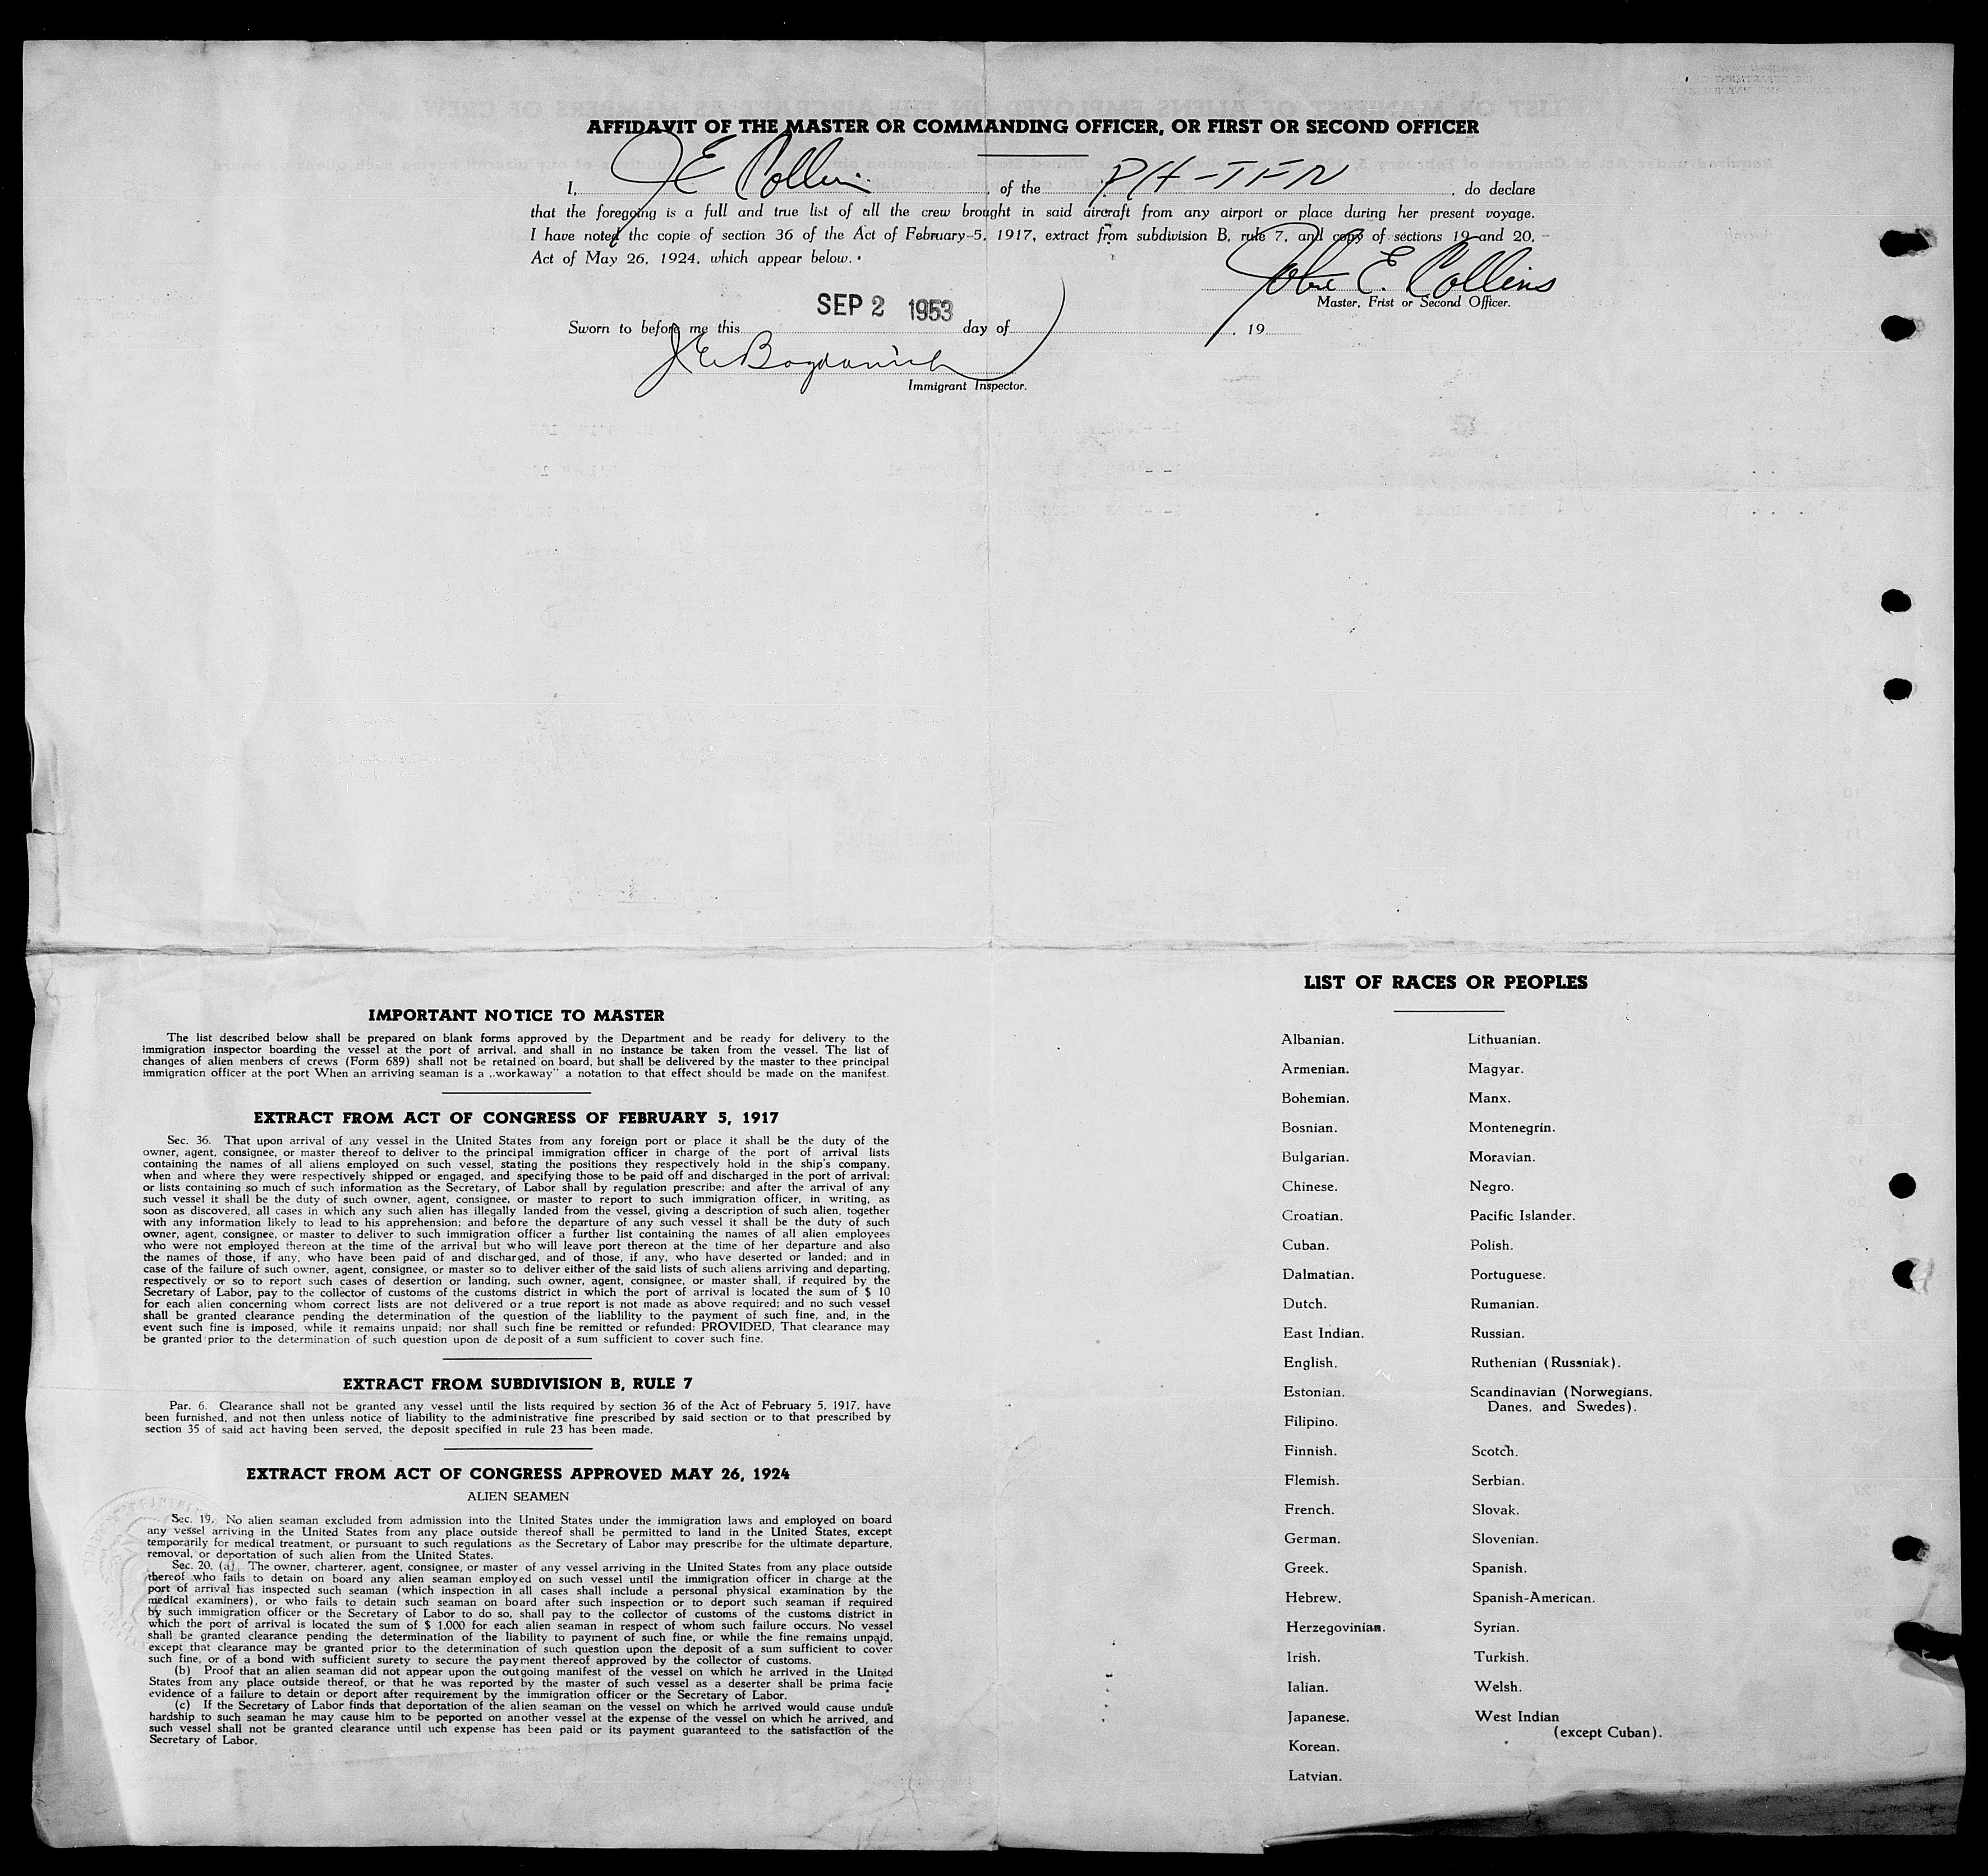 AFFIDAVIT OF THE MASTER OR COMMANDING OFFICER, OR FIRST OR SECOND OFFICER
I, J E Collins, of the PH-TFN, do declare
that the foregoing is a full and true list of all the crew brought in said aircraft from any airport or place during her present voyage.
I have noted the copie of section 36 of the Act of February 5, 1917, extract from subdivision B, rule 7, and copy of sections 19 and 20,
Act of May 26, 1924, which appear below.
John E. Collins
Master, Frist or Second Officer.
SEP 2 1953
Sworn to before me this day of , 19
Immigrant Inspector.
IMPORTANT NOTICE TO MASTER
The list described below shall be prepared on blank forms approved by the Department and be ready for delivery to the
immigration inspector boarding the vessel at the port of arrival, and shall in no instance be taken from the vessel. The list of
changes of alien menbers of crews (Form 689) shall not be retained on board, but shall be delivered by the master to thee principal
immigration officer at the port When an arriving seaman is a „workaway" a notation to that effect should be made on the manifest.
EXTRACT FROM ACT OF CONGRESS OF FEBRUARY 5, 1917
Sec. 36. That upon arrival of any vessel in the United States from any foreign port or place it shall be the duty of the
owner, agent, consignee, or master thereof to deliver to the principal immigration officer in charge of the port of arrival lists
containing the names of all aliens employed on such vessel, stating the positions they respectively hold in the ship's company,
when and where they were respectively shipped or engaged, and specifying those to be paid off and discharged in the port of arrival;
or lists containing so much of such information as the Secretary, of Labor shall by regulation prescribe; and after the arrival of any
such vessel it shall be the duty of such owner, agent, consignee, or master to report to such immigration officer, in writing, as
soon as discovered, all cases in which any such alien has illegally landed from the vessel, giving a description of such alien, together
with any information likely to lead to his apprehension; and before the departure of any such vessel it shall be the duty of such
owner, agent, consignee, or master to deliver to such immigration officer a further list containing the names of all alien employees
who were not employed thereon at the time of the arrival but who will leave port thereon at the time of her departure and also
the names of those, if any, who have been paid of and discharged, and of those, if any, who have deserted or landed; and in
case of the failure of such owner, agent, consignee, or master so to deliver either of the said lists of such aliens arriving and departing,
respectively or so to report such cases of desertion or landing, such owner, agent, consignee, or master shall, if required by the
Secretary of Labor, pay to the collector of customs of the customs district in which the port of arrival is located the sum of $ 10
for each alien concerning whom correct lists are not delivered or a true report is not made as above required; and no such vessel
shall be granted clearance pending the determination of the question of the liablility to the payment of such fine, and, in the
event such fine is imposed, while it remains unpaid; nor shall such fine be remitted or refunded: PROVIDED, That clearance may
be granted prior to the determination of such question upon de deposit of a sum sufficient to cover such fine.
EXTRACT FROM SUBDIVISION B, RULE 7
Par. 6. Clearance shall not be granted any vessel until the lists required by section 36 of the Act of February 5, 1917, have
been furnished, and not then unless notice of liability to the administrative fine prescribed by said section or to that prescribed by
section 35 of said act having been served, the deposit specified in rule 23 has been made.
EXTRACT FROM ACT OF CONGRESS APPROVED MAY 26, 1924
ALIEN SEAMEN
Sec. 19. No alien seaman excluded from admission into the United States under the immigration laws and employed on board
any vessel arriving in the United States from any place outside thereof shall be permitted to land in the United States, except
temporarily for medical treatment, or pursuant to such regulations as the Secretary of Labor may prescribe for the ultimate departure,
removal, or deportation of such alien from the United States.
Sec. 20. (a) The owner, charterer, agent, consignee, or master of any vessel arriving in the United States from any place outside
thereof who fails to detain on board any alien seaman employed on such vessel until the immigration officer in charge at the
port of arrival has inspected such seaman (which inspection in all cases shall include a personal physical examination by the
medical examiners), or who fails to detain such seaman on board after such inspection or to deport such seaman if required
by such immigration officer or the Secretary of Labor to do so, shall pay to the collector of customs of the customs district in
which the port of arrival is located the sum of $ 1.000 for each alien seaman in respect of whom such failure occurs. No vessel
shall be granted clearance pending the determination of the liability to payment of such fine, or while the fine remains unpaid,
except that clearance may be granted prior to the determination of such question upon the deposit of a sum sufficient to cover
such fine, or of a bond with sufficient surety to secure the payment thereof approved by the collector of customs.
(b) Proof that an alien seaman did not appear upon the outgoing manifest of the vessel on which he arrived in the United
States from any place outside thereof, or that he was reported by the master of such vessel as a deserter shall be prima facie
evidence of a failure to detain or deport after requirement by the immigration officer or the Secretary of Labor.
(c) If the Secretary of Labor finds that deportation of the alien seaman on the vessel on which he arrived would cause undue
hardship to such seaman he may cause him to be peported on another vessel at the expense of the vessel on which he arrived, and
such vessel shall not be granted clearance until uch expense has been paid or its payment guaranteed to the satisfaction of the
Secretary of Labor.
LIST OF RACES OR PEOPLES
Albanian.
Armenian.
Bohemian.
Bosnian.
Bulgarian.
Chinese.
Croatian.
Cuban.
Dalmatian.
Dutch.
East Indian.
English.
Estonian.
Filipino.
Finnish.
Flemish.
French.
German.
Greek.
Hebrew.
Herzegovinian.
Irish.
Ialian.
Japanese.
Korean.
Latvian.
Lithuanian.
Magyar.
Manx.
Montenegrin.
Moravian.
Negro.
Pacific Islander.
Polish.
Portuguese.
Rumanian.
Russian.
Ruthenian (Russniak).
Scandinavian (Norwegians,
Danes, and Swedes).
Scotch.
Serbian.
Slovak.
Slovenian.
Spanish.
Spanish-American.
Syrian.
Turkish.
Welsh.
West Indian
(except Cuban).